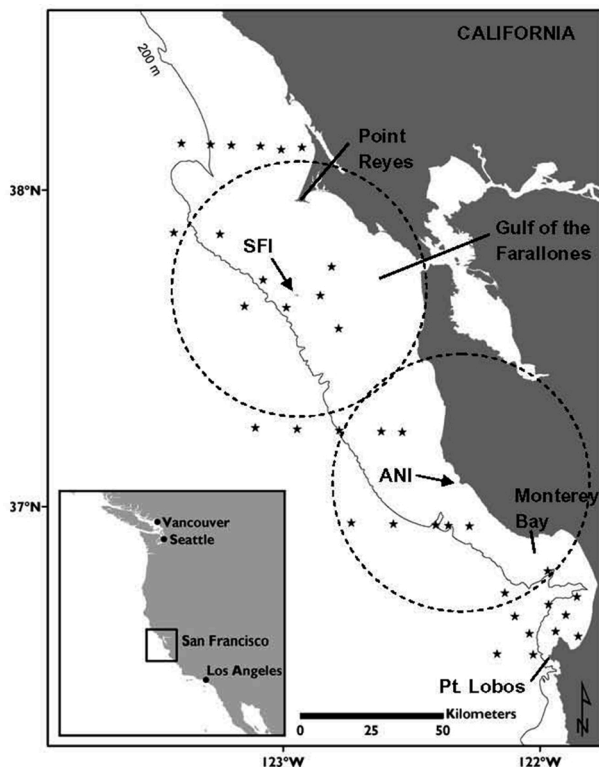 CALIFORNIA
200 m
Point
Reyes
38°N
Gulf of the
Farallones
SFI
ANI
37°N
Monterey
Bay
Vancouver
Seattle
San Francisco
Los Angeles
Pt. Lobos
Kilometers
0 25 50
N
123°W 122°W